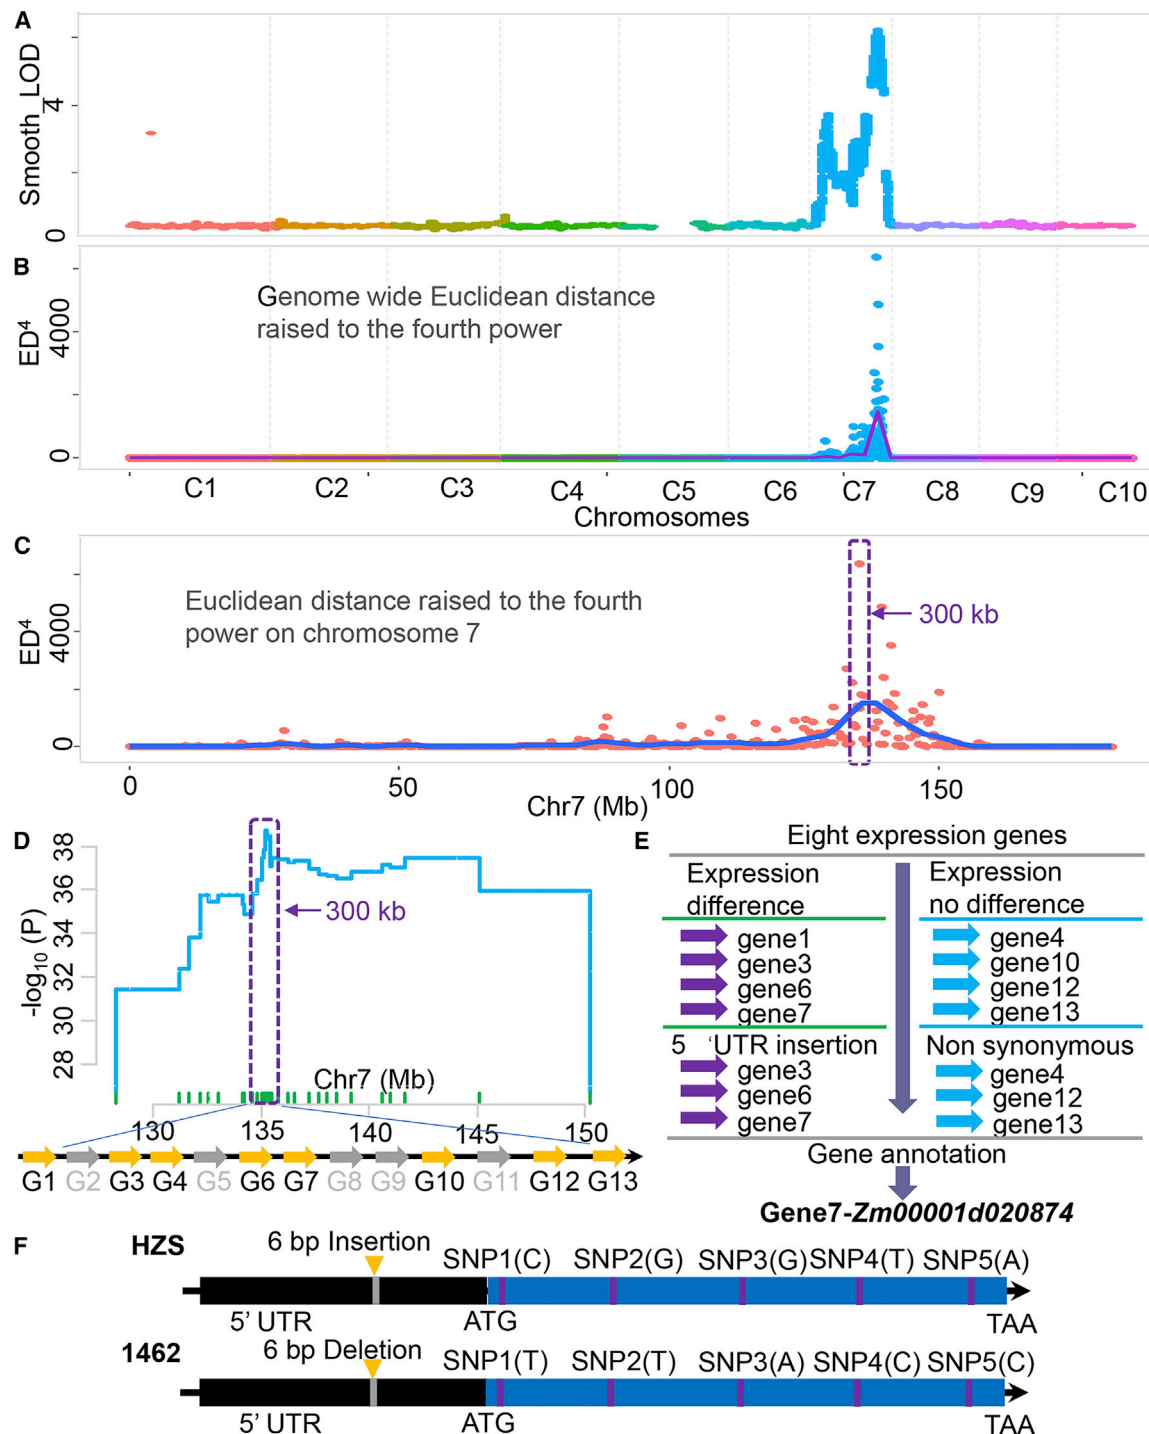 A
Smooth_LOD
4
0
B
Genome wide Euclidean distance
raised to the fourth power
ED⁴
4000
0
C1 C2 C3 C4 C5 C6 C7 C8 C9 C10
Chromosomes
C
Euclidean distance raised to the fourth
power on chromosome 7
300 kb
ED⁴
4000
0
0 50 100 150
Chr7 (Mb)
D
-log₁₀ (P)
38
36
34
32
30
28
300 kb
Chr7 (Mb)
130 135 140 145 150
G1 G2 G3 G4 G5 G6 G7 G8 G9 G10 G11 G12 G13
E
Eight expression genes
Expression
difference
gene1
gene3
gene6
gene7
Expression
no difference
gene4
gene10
gene12
gene13
5 ‘UTR insertion
gene3
gene6
gene7
Non synonymous
gene4
gene12
gene13
Gene annotation
Gene7-Zm00001d020874
F
HZS
6 bp Insertion
SNP1(C) SNP2(G) SNP3(G) SNP4(T) SNP5(A)
5’ UTR ATG TAA
1462
6 bp Deletion
SNP1(T) SNP2(T) SNP3(A) SNP4(C) SNP5(C)
5’ UTR ATG TAA